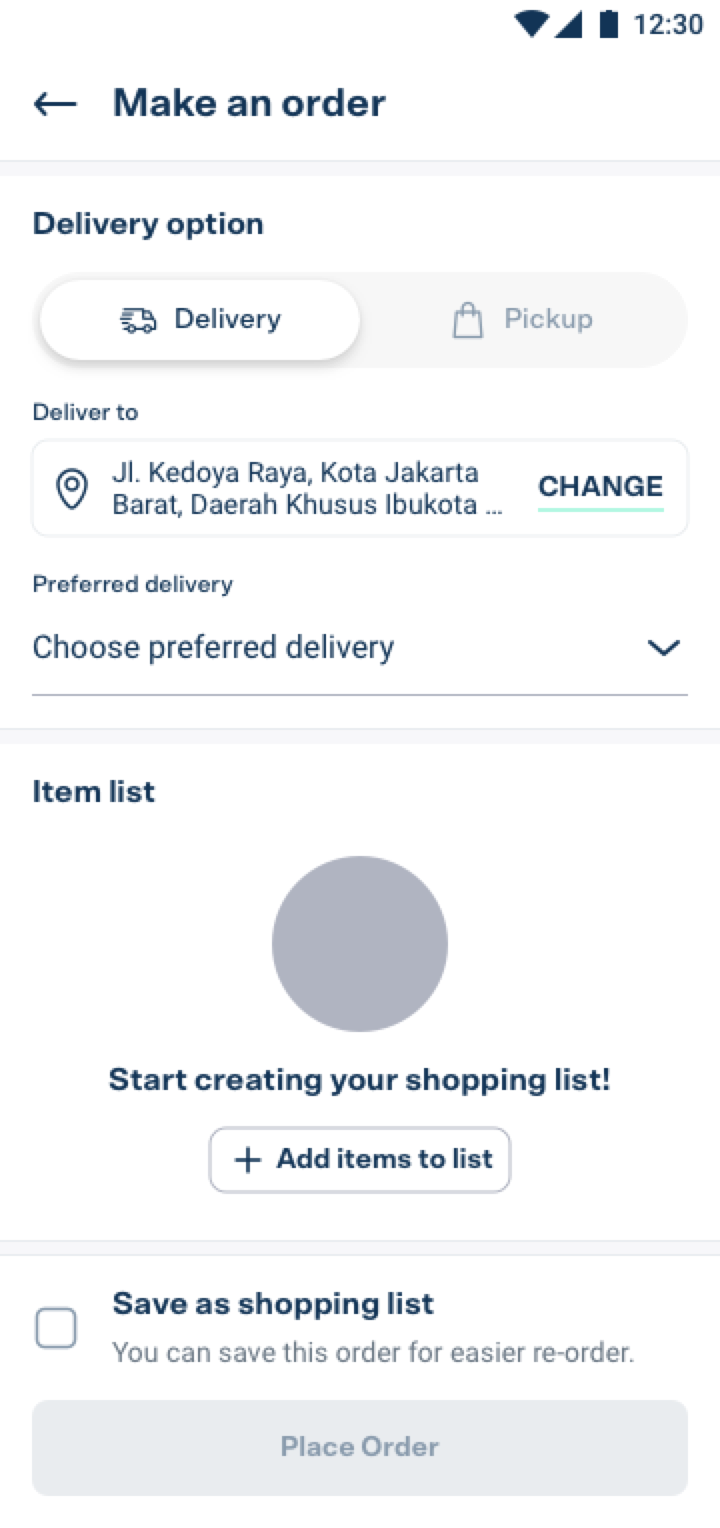 12:30
Make an order
Delivery option
Delivery
Pickup
Deliver to
Jl. Kedoya Raya, Kota Jakarta
Barat, Daerah Khusus Ibukota ...
CHANGE
Preferred delivery
Choose preferred delivery
Item list
Start creating your shopping list!
Add items to list
Save as shopping list
You can save this order for easier re-order.
Place Order